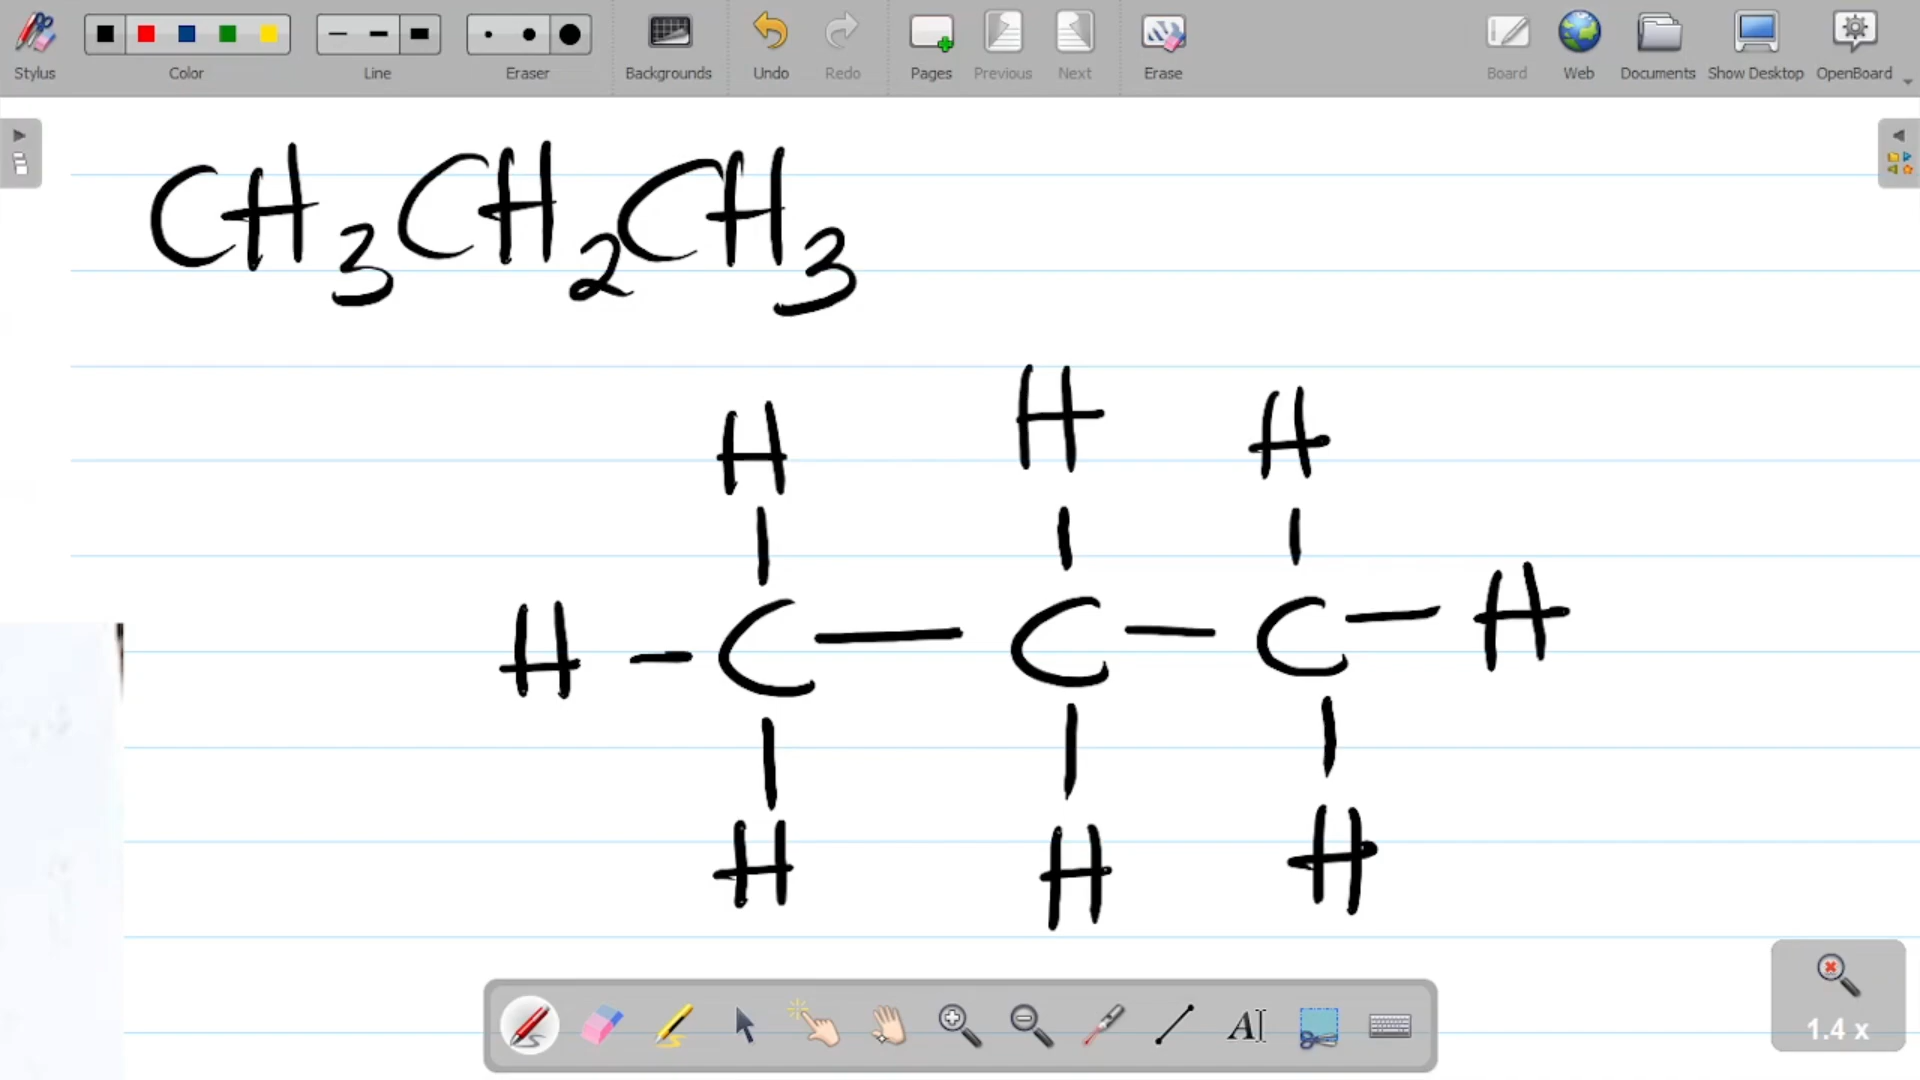 Stylus Color Line Eraser Backgrounds Undo Redo Pages Previous Next Erase Board Web Documents Show Desktop OpenBoard
CH₃CH₂CH₃
H H H
H - C — C — C — H
H H H
1.4 x